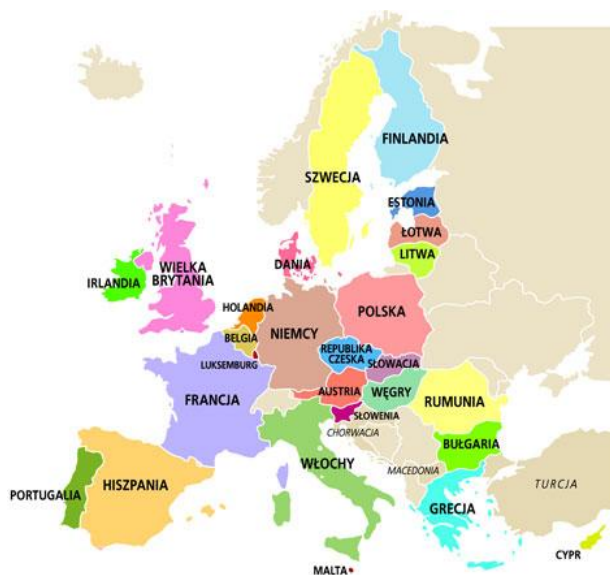 FINLANDIA
SZWECJA
ESTONIA
ŁOTWA
LITWA
DANIA
WIELKA
BRYTANIA
IRLANDIA
HOLANDIA
POLSKA
BELGIA
NIEMCY
REPUBLIKA
CZESKA
LUKSEMBURG
SŁOWACJA
FRANCJA
AUSTRIA
WĘGRY
RUMUNIA
SŁOWENIA
CHORWACJA
BUŁGARIA
WŁOCHY
MACEDONIA
HISZPANIA
TURCJA
PORTUGALIA
GRECJA
CYPR
MALTA